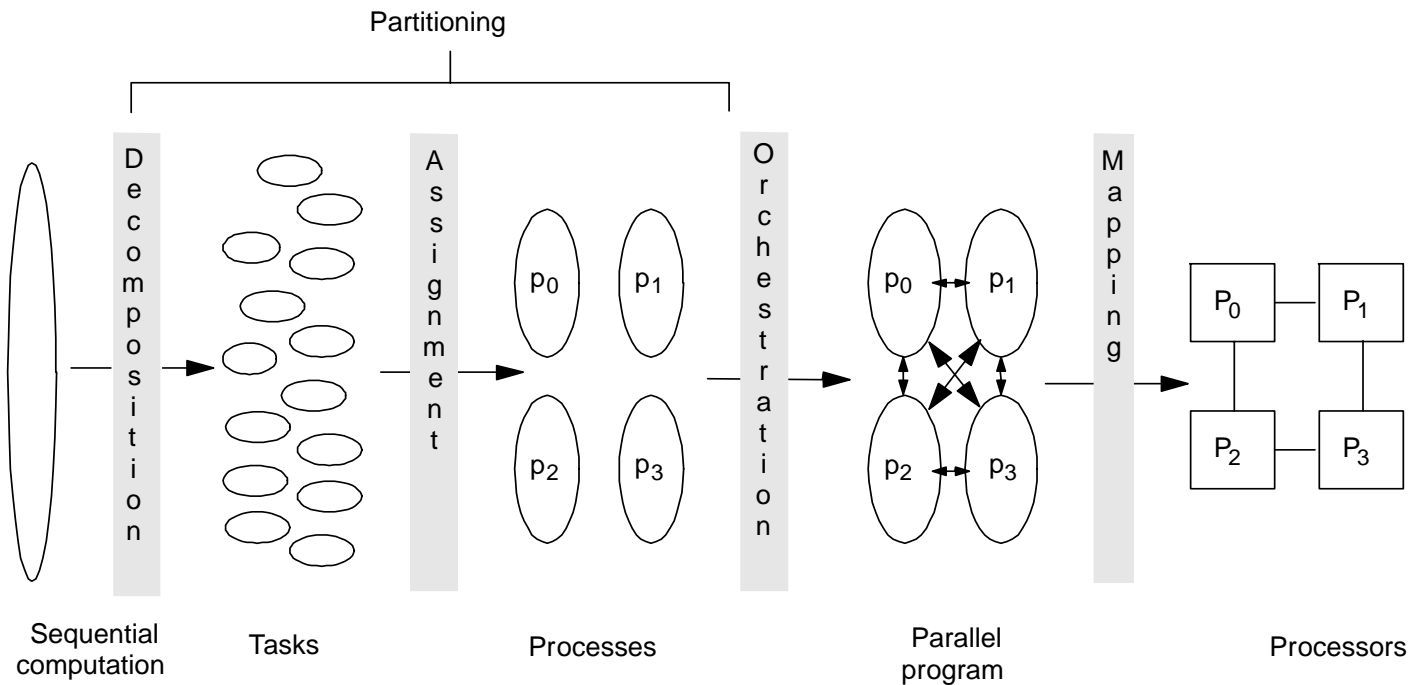 Partitioning
Decomposition
Assignment
Orchestration
Mapping
p0 p1
p2 p3
p0 p1
p2 p3
P0 P1
P2 P3
Sequential
computation
Tasks
Processes
Parallel
program
Processors